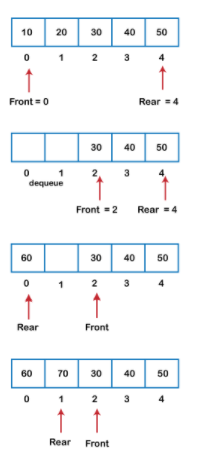 10 20 30 40 50
0 1 2 3 4
Front = 0 Rear = 4
30 40 50
0 1 2 3 4
dequeue
Front = 2 Rear = 4
60 30 40 50
0 1 2 3 4
Rear Front
60 70 30 40 50
0 1 2 3 4
Rear Front